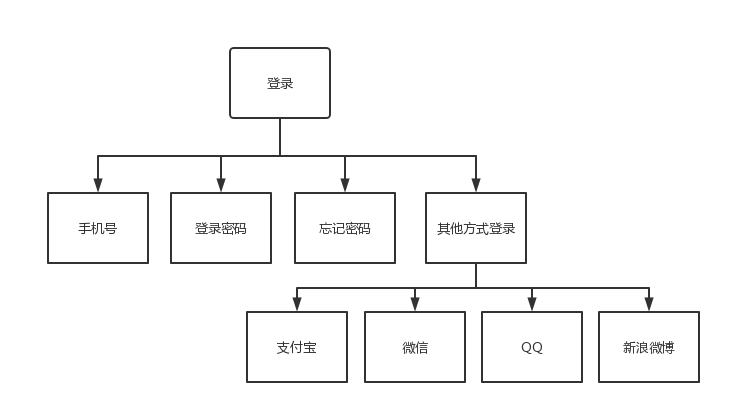 登录
手机号
登录密码
忘记密码
其他方式登录
支付宝
微信
QQ
新浪微博